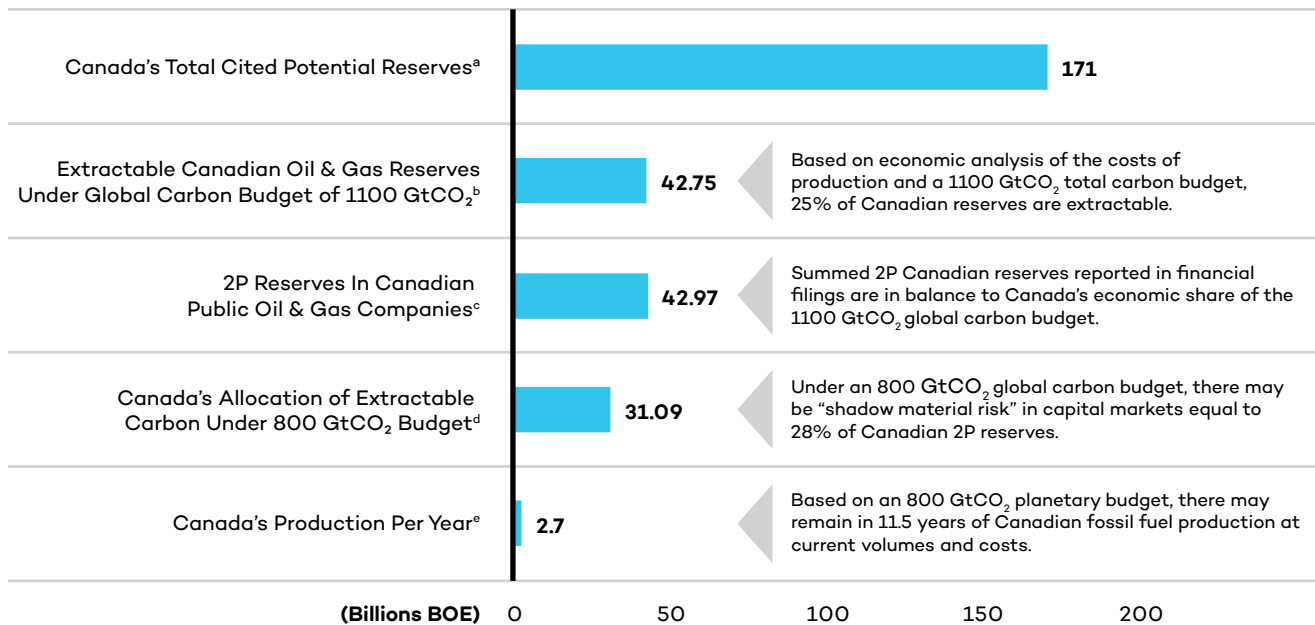 Canada's Total Cited Potential Reservesᵃ
171
Extractable Canadian Oil & Gas Reserves
Under Global Carbon Budget of 1100 GtCO₂ᵇ
42.75
Based on economic analysis of the costs of
production and a 1100 GtCO₂ total carbon budget,
25% of Canadian reserves are extractable.
2P Reserves In Canadian
Public Oil & Gas Companiesᶜ
42.97
Summed 2P Canadian reserves reported in financial
filings are in balance to Canada's economic share of the
1100 GtCO₂ global carbon budget.
Canada's Allocation of Extractable
Carbon Under 800 GtCO₂ Budgetᵈ
31.09
Under an 800 GtCO₂ global carbon budget, there may
be “shadow material risk” in capital markets equal to
28% of Canadian 2P reserves.
Canada's Production Per Yearᵉ
2.7
Based on an 800 GtCO₂ planetary budget, there may
remain in 11.5 years of Canadian fossil fuel production at
current volumes and costs.
(Billions BOE) 0 50 100 150 200